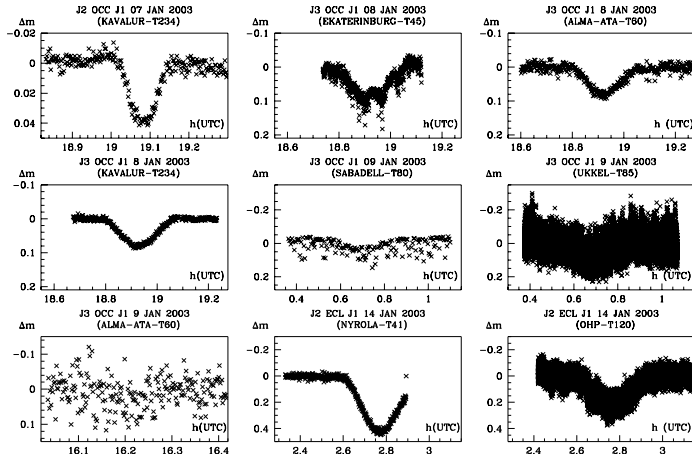 J2 OCC J1 07 JAN 2003
(KAVALUR-T234)
Δm
-0.02
0
0.02
0.04
h(UTC)
18.9 19 19.1 19.2
J3 OCC J1 08 JAN 2003
(EKATERINBURG-T45)
Δm
-0.1
0
0.1
0.2
h(UTC)
18.6 18.8 19 19.2
J3 OCC J1 8 JAN 2003
(ALMA-ATA-T60)
Δm
-0.1
0
0.1
0.2
h (UTC)
18.6 18.8 19 19.2
J3 OCC J1 8 JAN 2003
(KAVALUR-T234)
Δm
-0.1
0
0.1
0.2
h(UTC)
18.6 18.8 19 19.2
J3 OCC J1 09 JAN 2003
(SABADELL-T80)
Δm
-0.2
0
0.2
h(UTC)
0.4 0.6 0.8 1
J3 OCC J1 9 JAN 2003
(UKKEL-T85)
Δm
-0.2
0
0.2
h(UTC)
0.4 0.6 0.8 1
J3 OCC J1 9 JAN 2003
(ALMA-ATA-T60)
Δm
-0.1
0
0.1
h(UTC)
16.1 16.2 16.3 16.4
J2 ECL J1 14 JAN 2003
(NYROLA-T41)
Δm
-0.2
0
0.2
0.4
h(UTC)
2.4 2.6 2.8 3
J2 ECL J1 14 JAN 2003
(OHP-T120)
Δm
-0.2
0
0.2
0.4
h(UTC)
2.4 2.6 2.8 3